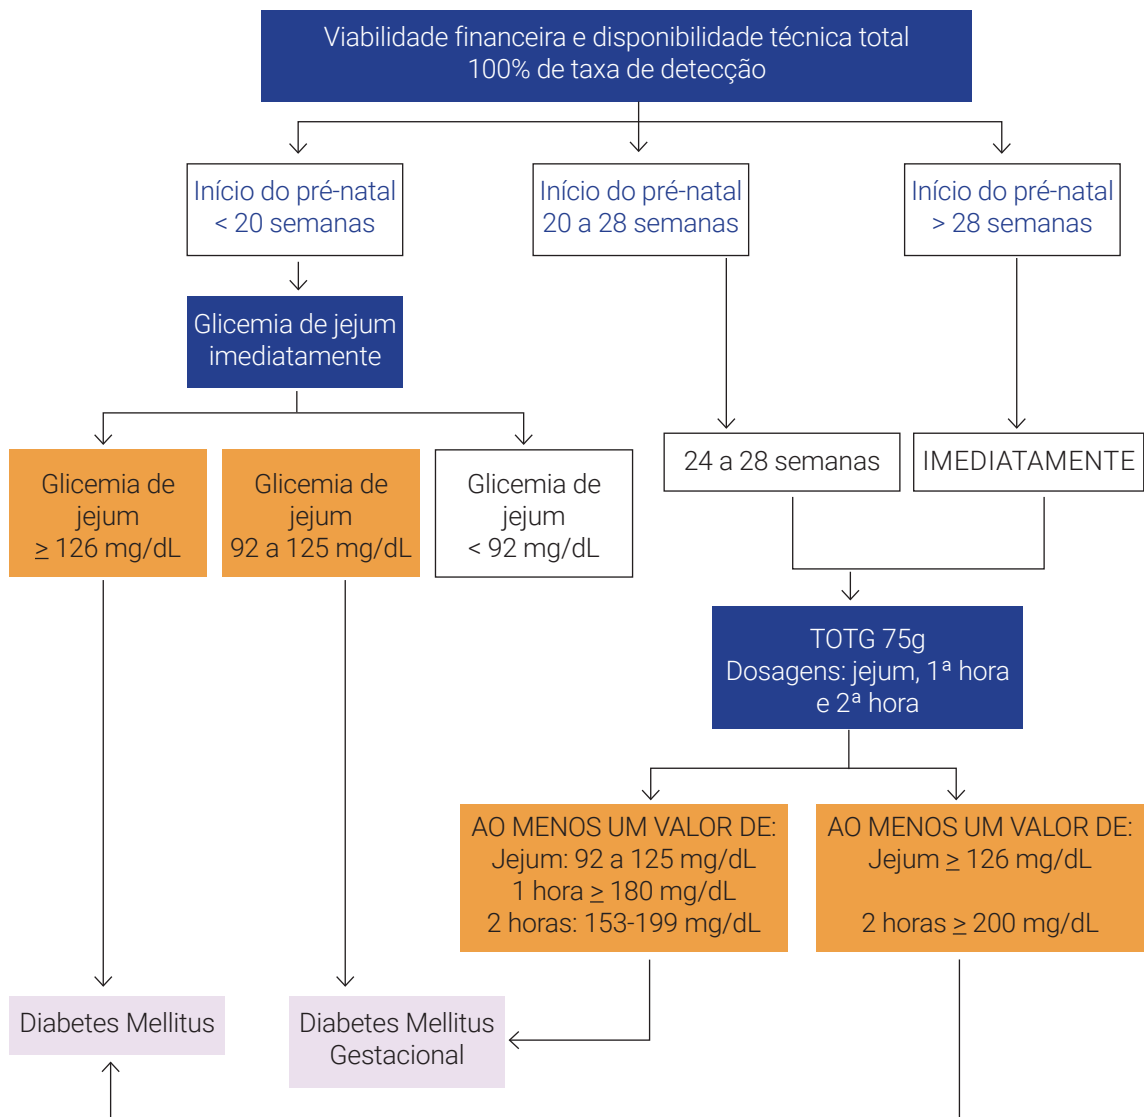 Viabilidade financeira e disponibilidade técnica total
100% de taxa de detecção
Início do pré-natal
< 20 semanas
Início do pré-natal
20 a 28 semanas
Início do pré-natal
> 28 semanas
Glicemia de jejum
imediatamente
Glicemia de
jejum
≥ 126 mg/dL
Glicemia de
jejum
92 a 125 mg/dL
Glicemia de
jejum
< 92 mg/dL
24 a 28 semanas
IMEDIATAMENTE
TOTG 75g
Dosagens: jejum, 1ª hora
e 2ª hora
AO MENOS UM VALOR DE:
Jejum: 92 a 125 mg/dL
1 hora ≥ 180 mg/dL
2 horas: 153-199 mg/dL
AO MENOS UM VALOR DE:
Jejum ≥ 126 mg/dL
2 horas ≥ 200 mg/dL
Diabetes Mellitus
Diabetes Mellitus
Gestacional